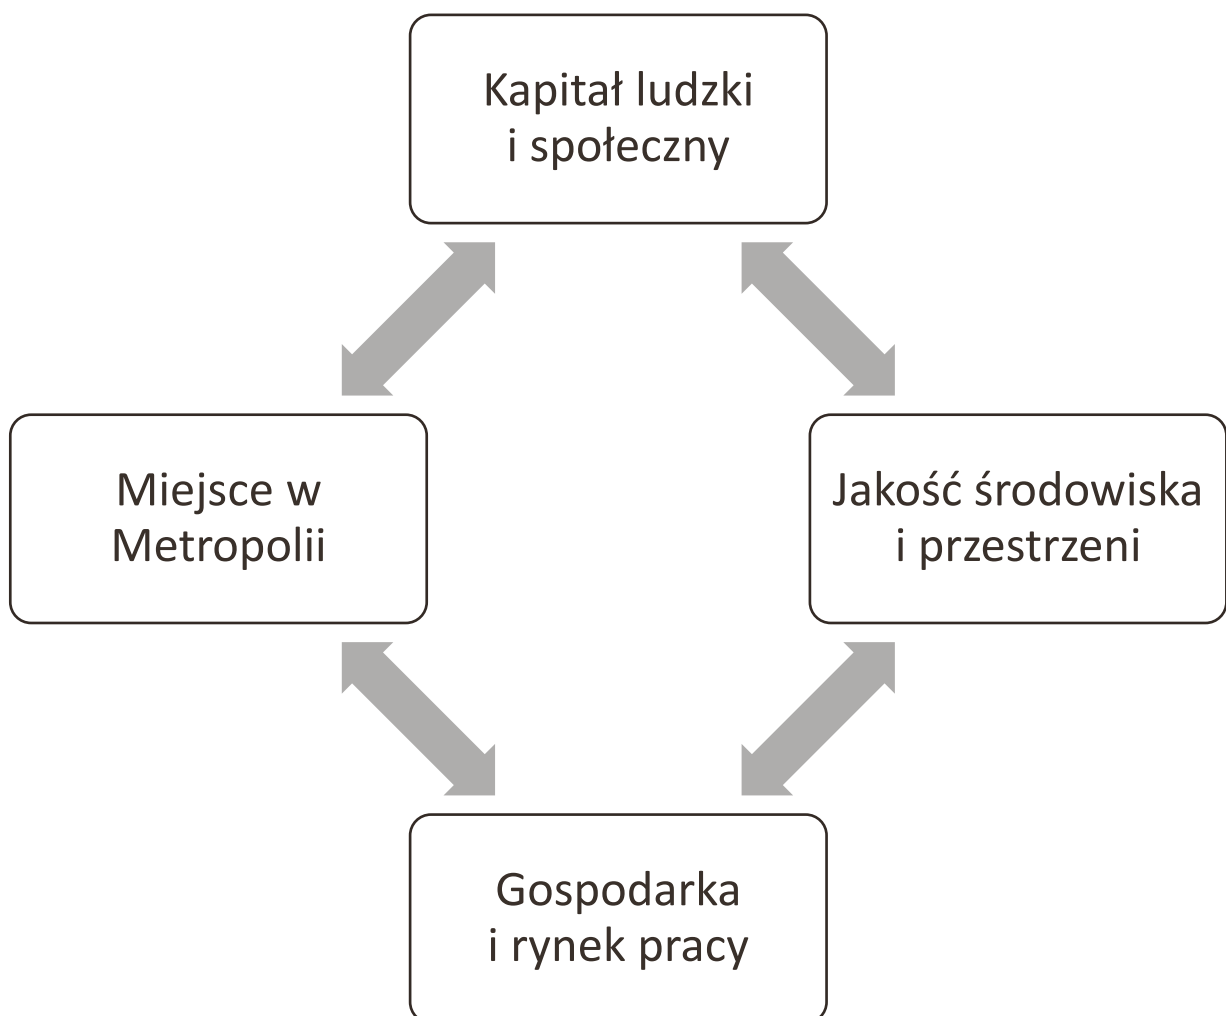 Kapitał ludzki
i społeczny
Miejsce w
Metropolii
Jakość środowiska
i przestrzeni
Gospodarka
i rynek pracy